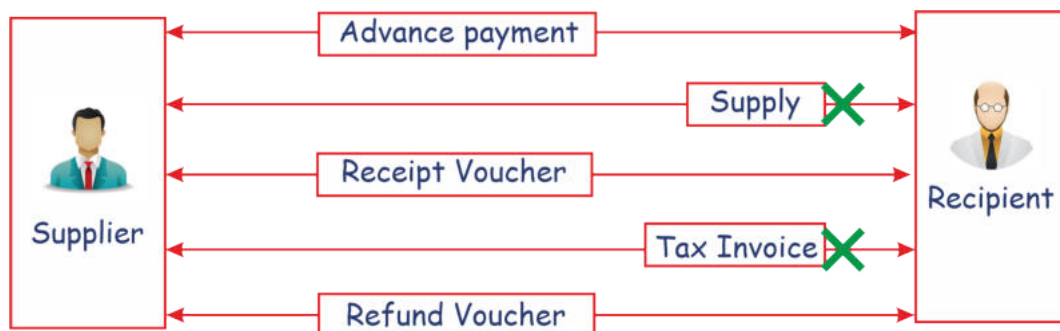 Advance payment
Supply
Receipt Voucher
Tax Invoice
Refund Voucher
Supplier
Recipient